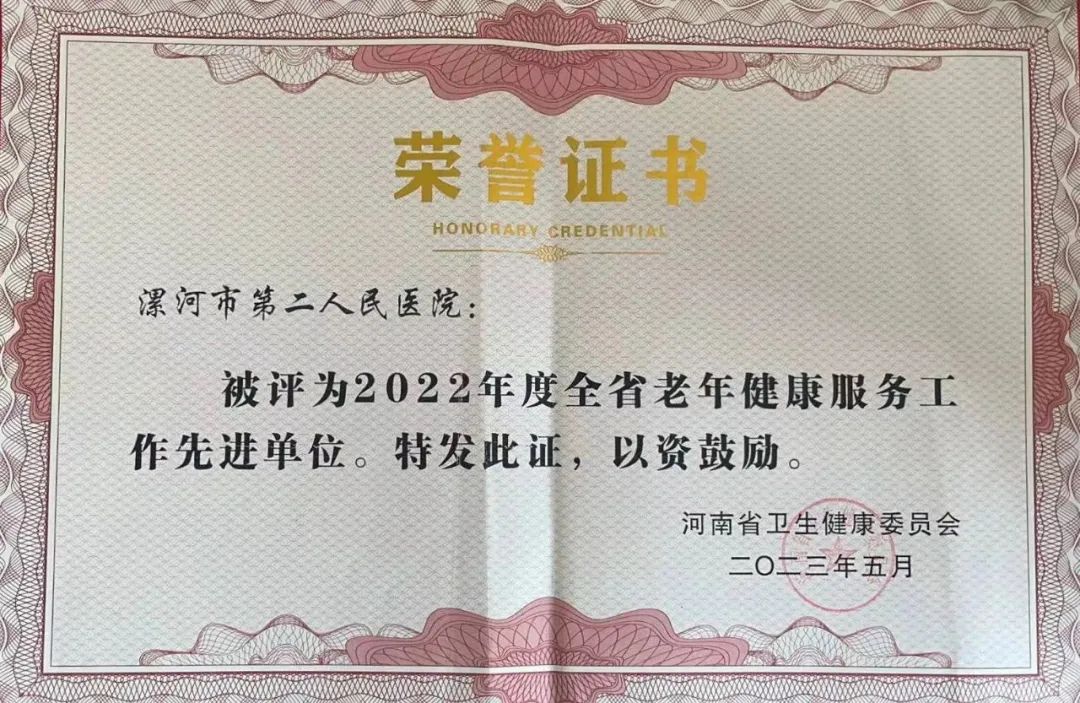 荣誉证书
HONORARY CREDENTIAL
漯河市第二人民医院：
被评为2022年度全省老年健康服务工
作先进单位。特发此证，以资鼓励。
河南省卫生健康委员会
二〇二三年五月